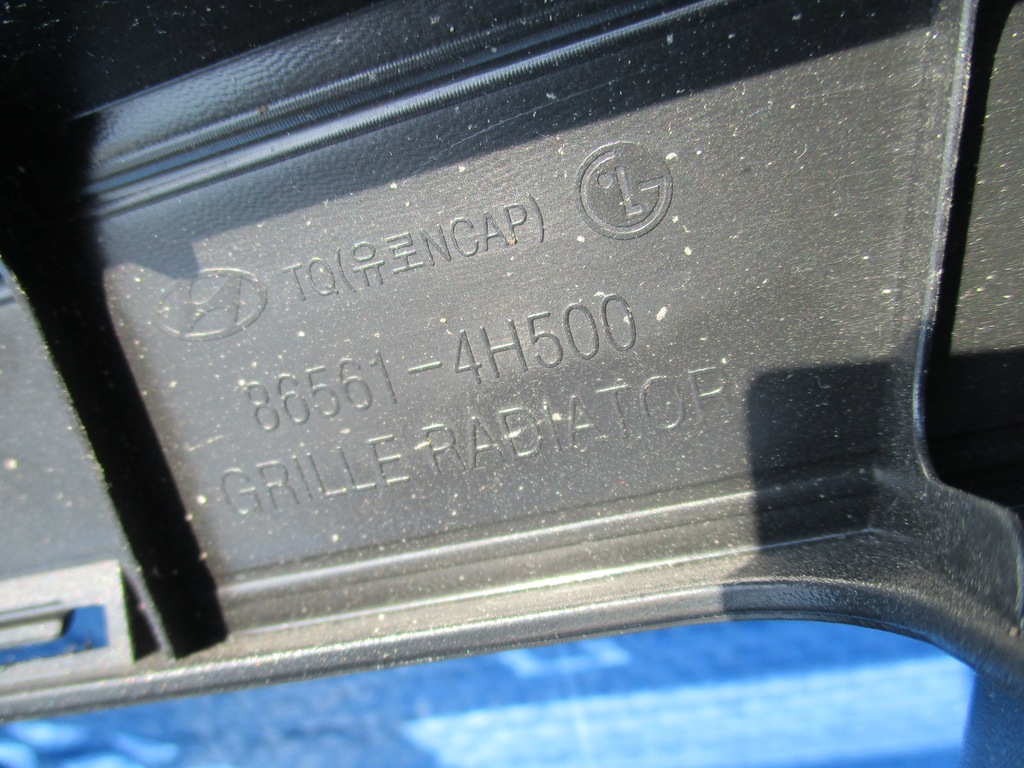 TQ(유로NCAP)
86561-4H500
GRILLE-RADIATOR